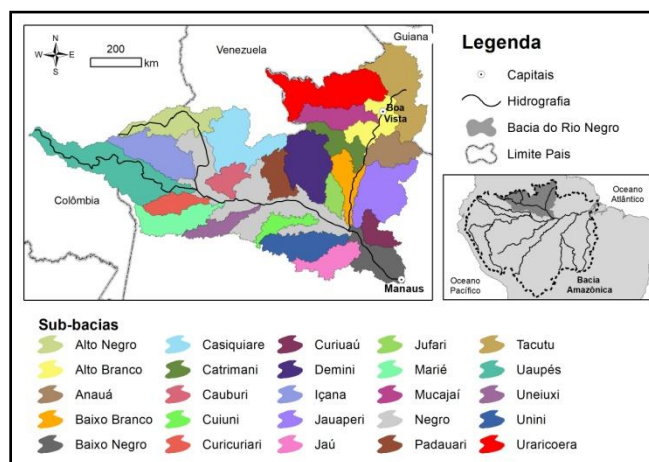 Guiana
Venezuela
N
W E
S
200
km
Boa
Vista
Colômbia
Manaus
Legenda
Capitais
Hidrografia
Bacia do Rio Negro
Limite Pais
Oceano
Atlântico
Oceano
Pacífico
Bacia
Amazônica
Sub-bacias
Alto Negro
Casiquiare
Curiuaú
Jufari
Tacutu
Alto Branco
Catrimani
Demini
Marié
Uaupés
Anauá
Cauburi
Içana
Mucajaí
Uneiuxi
Baixo Branco
Cuiuni
Jauaperi
Negro
Unini
Baixo Negro
Curicuriari
Jaú
Padauari
Uraricoera